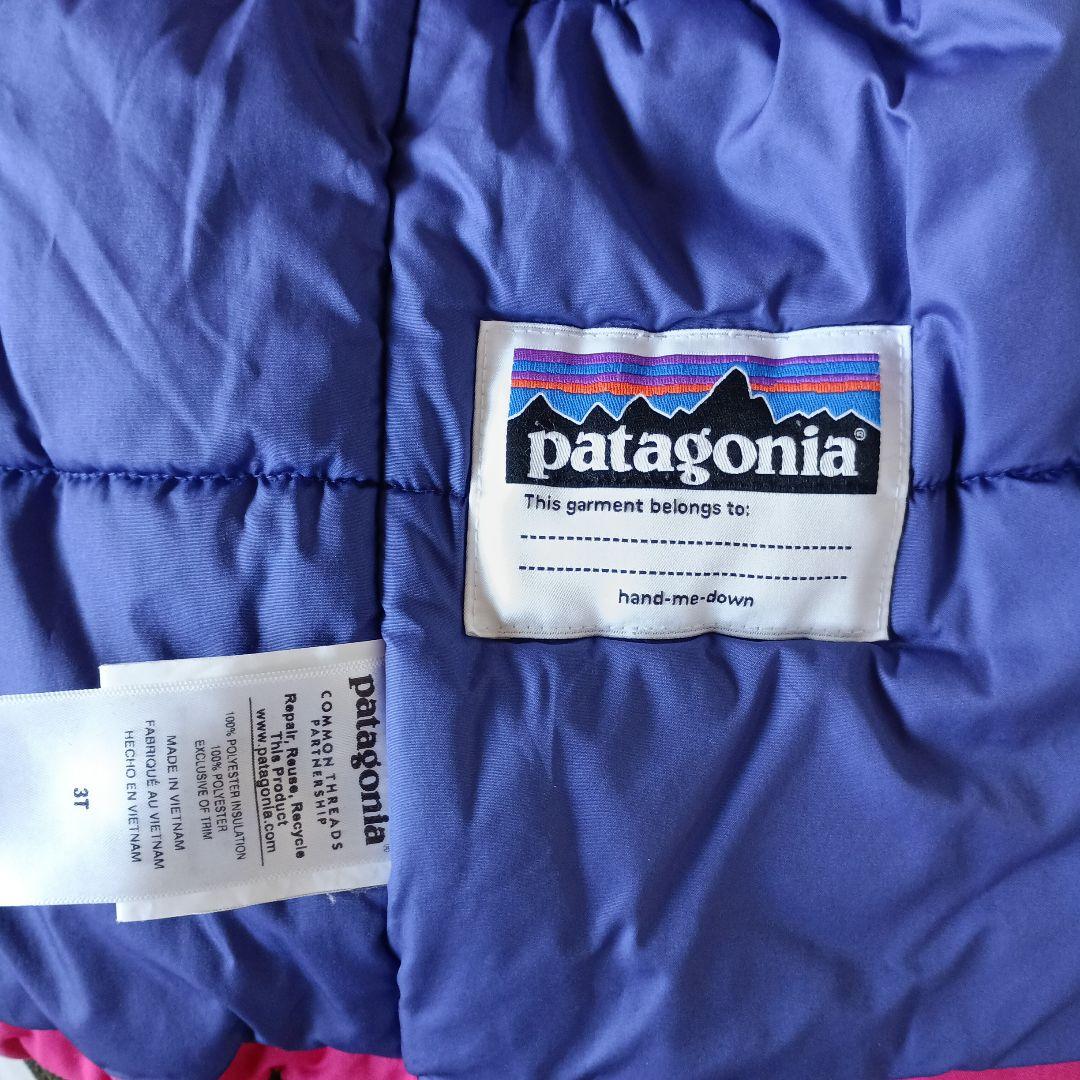 patagonia®
This garment belongs to:
hand-me-down
patagonia®
COMMON THREADS
PARTNERSHIP
Repair, Reuse, Recycle
This Product
www.patagonia.com
100% POLYESTER INSULATION
100% POLYESTER
EXCLUSIVE OF TRIM
MADE IN VIETNAM
FABRIQUÉ AU VIETNAM
HECHO EN VIETNAM
3T